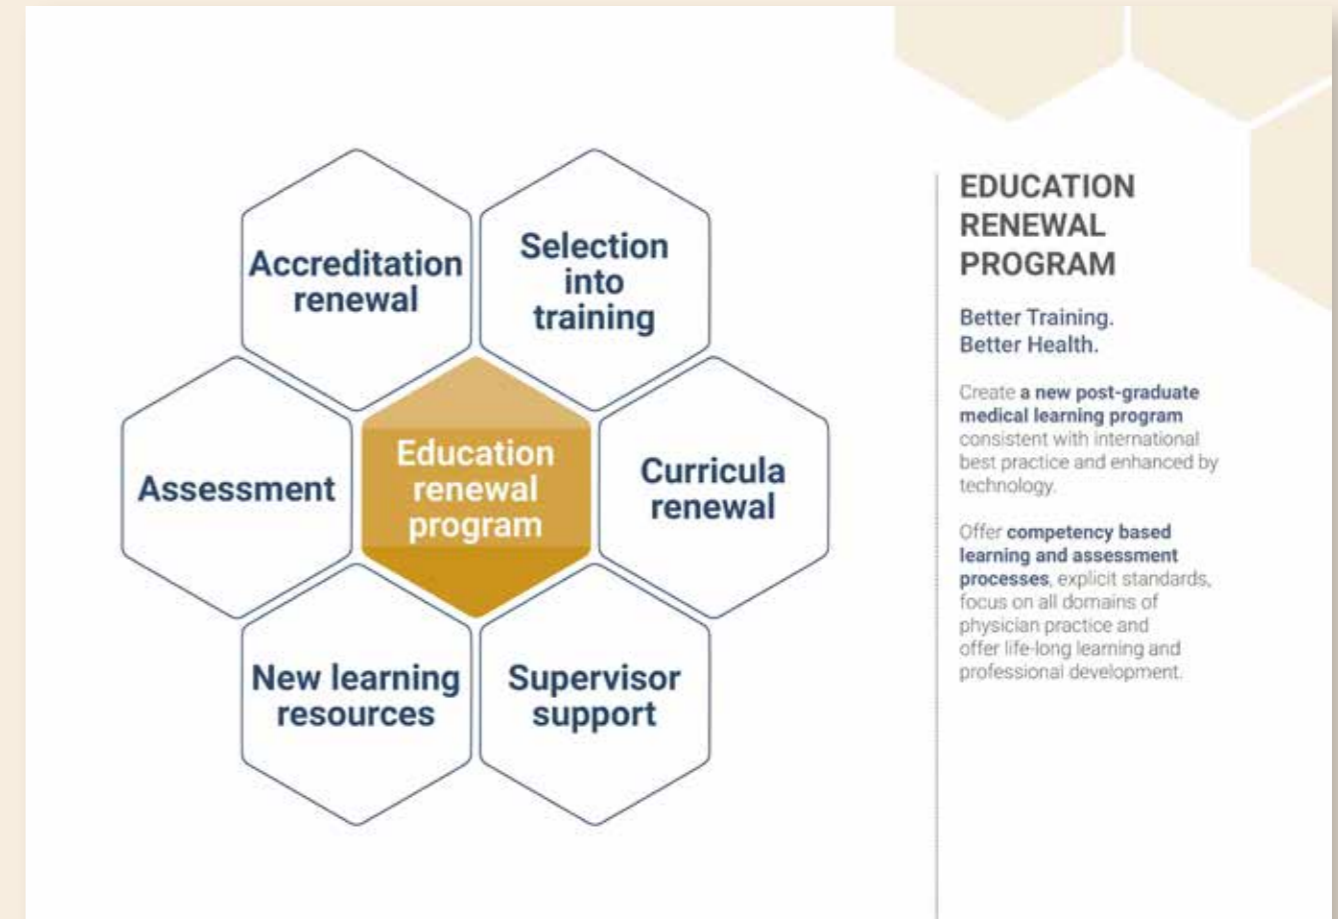 Accreditation
renewal
Selection
into
training
Assessment
Education
renewal
program
Curricula
renewal
New learning
resources
Supervisor
support
EDUCATION
RENEWAL
PROGRAM
Better Training.
Better Health.
Create a new post-graduate
medical learning program
consistent with international
best practice and enhanced by
technology.
Offer competency based
learning and assessment
processes, explicit standards,
focus on all domains of
physician practice and
offer life-long learning and
professional development.